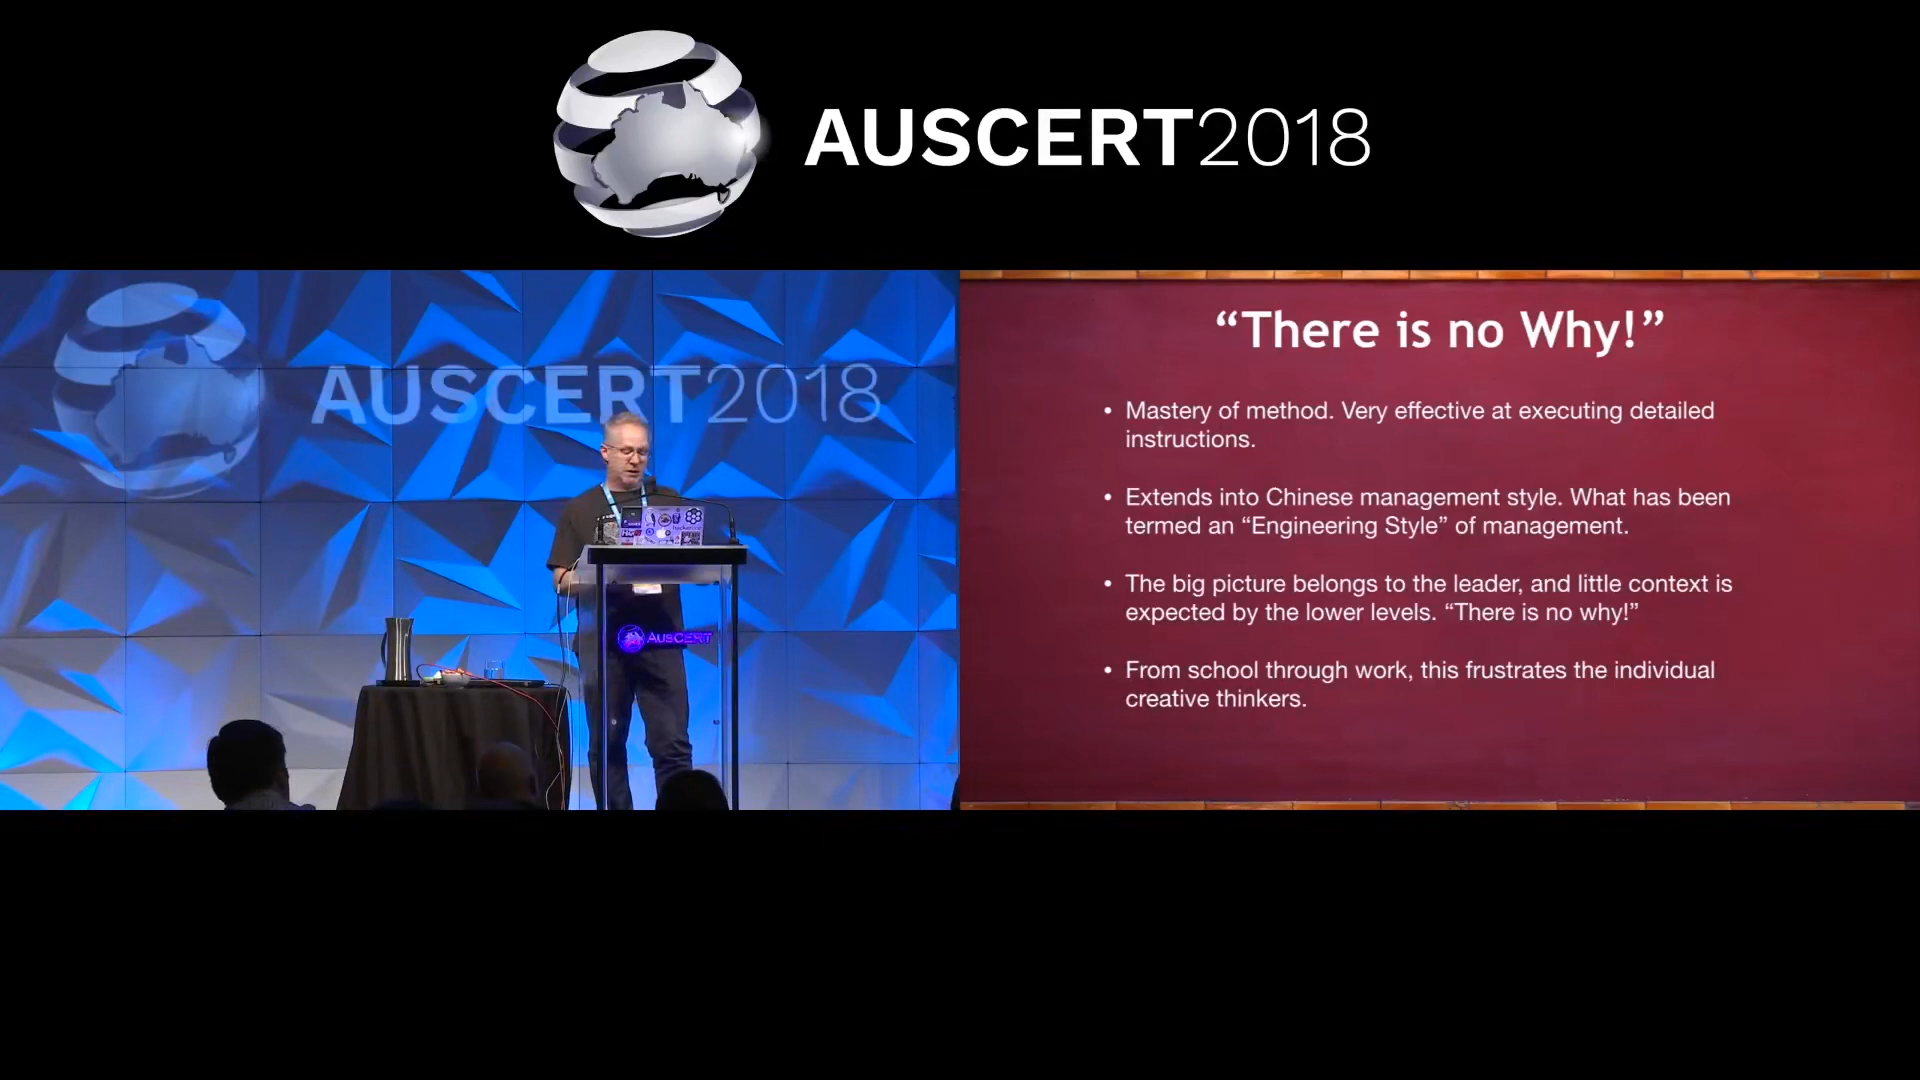 AUSCERT2018
AUSCERT2018
AUSCERT
“There is no Why!”
• Mastery of method. Very effective at executing detailed
instructions.
• Extends into Chinese management style. What has been
termed an “Engineering Style” of management.
• The big picture belongs to the leader, and little context is
expected by the lower levels. “There is no why!”
• From school through work, this frustrates the individual
creative thinkers.